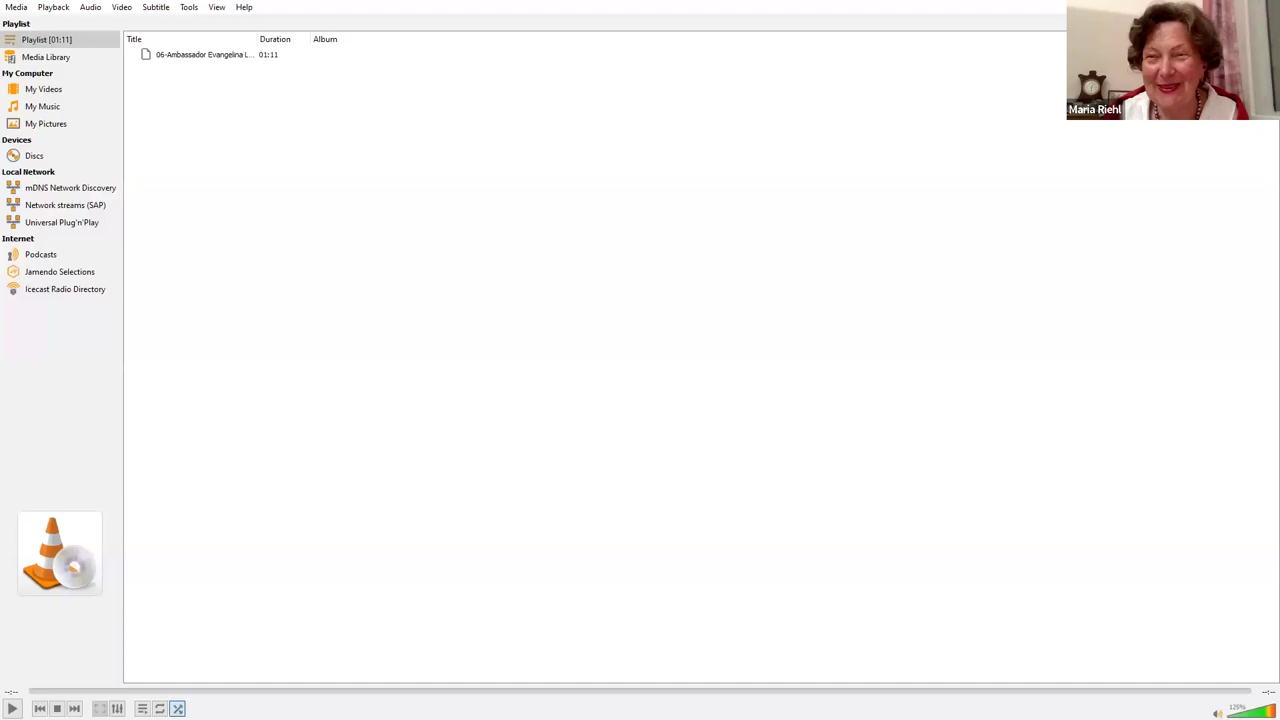 Media Playback Audio Video Subtitle Tools View Help
Playlist
Playlist [01:11]
Media Library
My Computer
My Videos
My Music
My Pictures
Devices
Discs
Local Network
mDNS Network Discovery
Network streams (SAP)
Universal Plug'n'Play
Internet
Podcasts
Jamendo Selections
Icecast Radio Directory
Title Duration Album
06-Ambassador Evangelina L... 01:11
Maria Riehl
--:-- --:--
125%